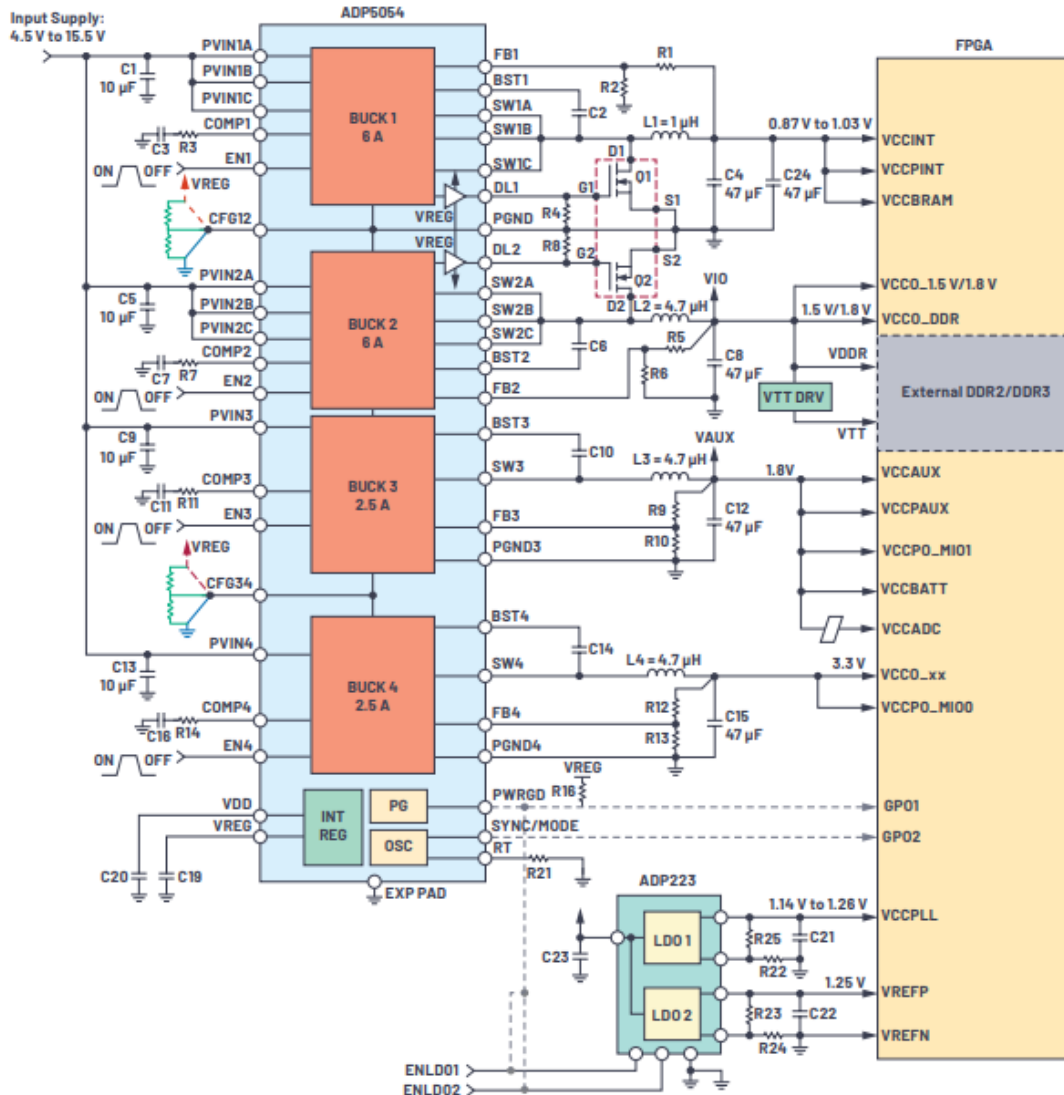 Input Supply:
4.5 V to 15.5 V
ADP5054
FPGA
PVIN1A
C1
10 µF
PVIN1B
PVIN1C
COMP1
C3
R3
ON
OFF
EN1
VREG
CFG12
PVIN2A
C5
10 µF
PVIN2B
PVIN2C
COMP2
C7
R7
ON
OFF
EN2
PVIN3
C9
10 µF
COMP3
C11
R11
ON
OFF
EN3
VREG
CFG34
PVIN4
C13
10 µF
COMP4
C16
R14
ON
OFF
EN4
VDD
VREG
C20
C19
BUCK 1
6 A
VREG
VREG
BUCK 2
6 A
BUCK 3
2.5 A
BUCK 4
2.5 A
INT
REG
PG
OSC
EXP PAD
FB1
R1
R2
BST1
C2
SW1A
SW1B
SW1C
L1 = 1 µH
0.87 V to 1.03 V
D1
Q1
G1
S1
C4
47 µF
C24
47 µF
DL1
R4
PGND
R8
DL2
G2
S2
Q2
D2
L2 = 4.7 µH
VIO
SW2A
SW2B
SW2C
C6
BST2
FB2
R5
R6
C8
47 µF
1.5 V/1.8 V
VTT DRV
BST3
C10
SW3
L3 = 4.7 µH
VAUX
1.8V
R9
FB3
R10
C12
47 µF
PGND3
BST4
C14
SW4
L4 = 4.7 µH
3.3 V
R12
FB4
R13
C15
47 µF
PGND4
VREG
R16
PWRGD
SYNC/MODE
RT
R21
VCCINT
VCCPINT
VCCBRAM
VCCO_1.5 V/1.8 V
VCCO_DDR
VDDR
External DDR2/DDR3
VTT
VCCAUX
VCCPAUX
VCCPO_MIO1
VCCBATT
VCCADC
VCCO_xx
VCCPO_MIO0
GPO1
GPO2
ADP223
C23
LDO 1
LDO 2
1.14 V to 1.26 V
VCCPLL
R25
C21
R22
1.25 V
VREFP
R23
C22
R24
VREFN
ENLDO1
ENLDO2